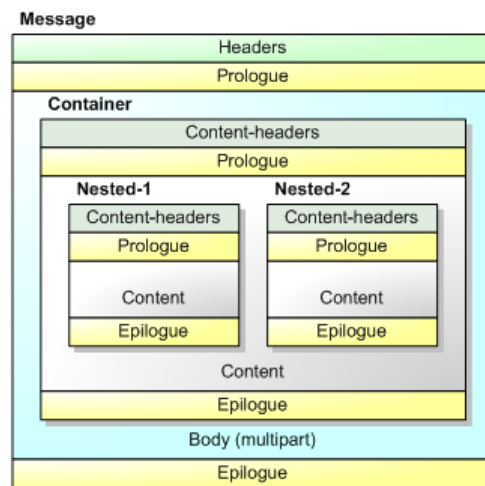 Message
Headers
Prologue
Container
Content-headers
Prologue
Nested-1 Nested-2
Content-headers Content-headers
Prologue Prologue
Content Content
Epilogue Epilogue
Content
Epilogue
Body (multipart)
Epilogue